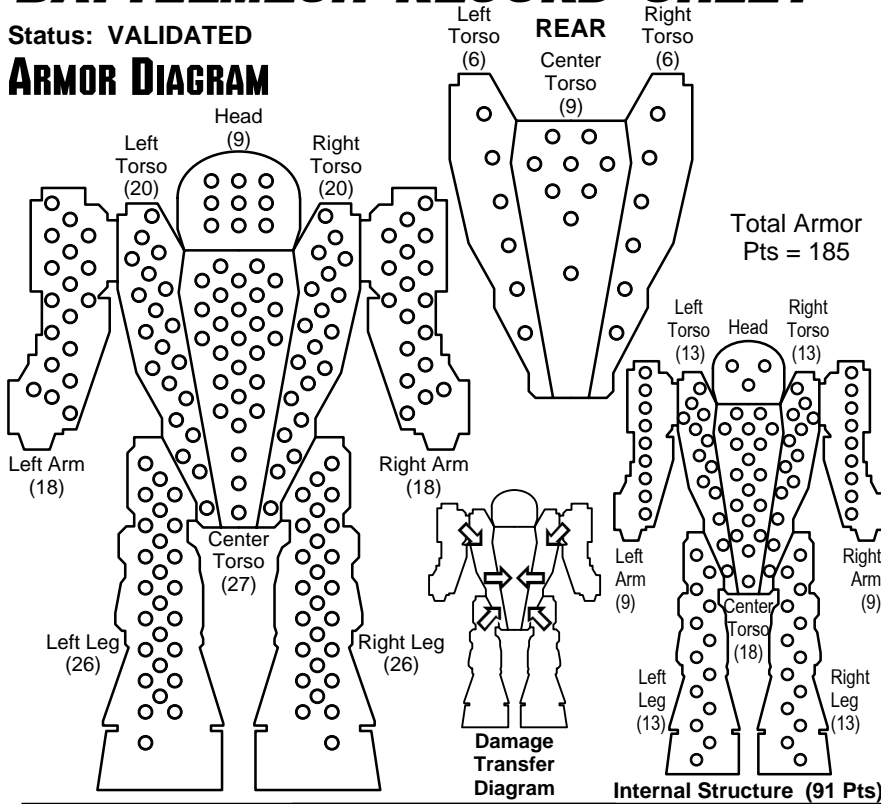 BATTLEMECH RECORD SHEET
Status: VALIDATED
ARMOR DIAGRAM
Left
Torso
(6)
REAR
Center
Torso
(9)
Right
Torso
(6)
Head
(9)
Left
Torso
(20)
Right
Torso
(20)
Left Arm
(18)
Right Arm
(18)
Center
Torso
(27)
Left Leg
(26)
Right Leg
(26)
Total Armor
Pts = 185
Damage
Transfer
Diagram
Left
Torso
(13)
Head
Right
Torso
(13)
Left
Arm
(9)
Right
Arm
(9)
Center
Torso
(18)
Left
Leg
(13)
Right
Leg
(13)
Internal Structure (91 Pts)